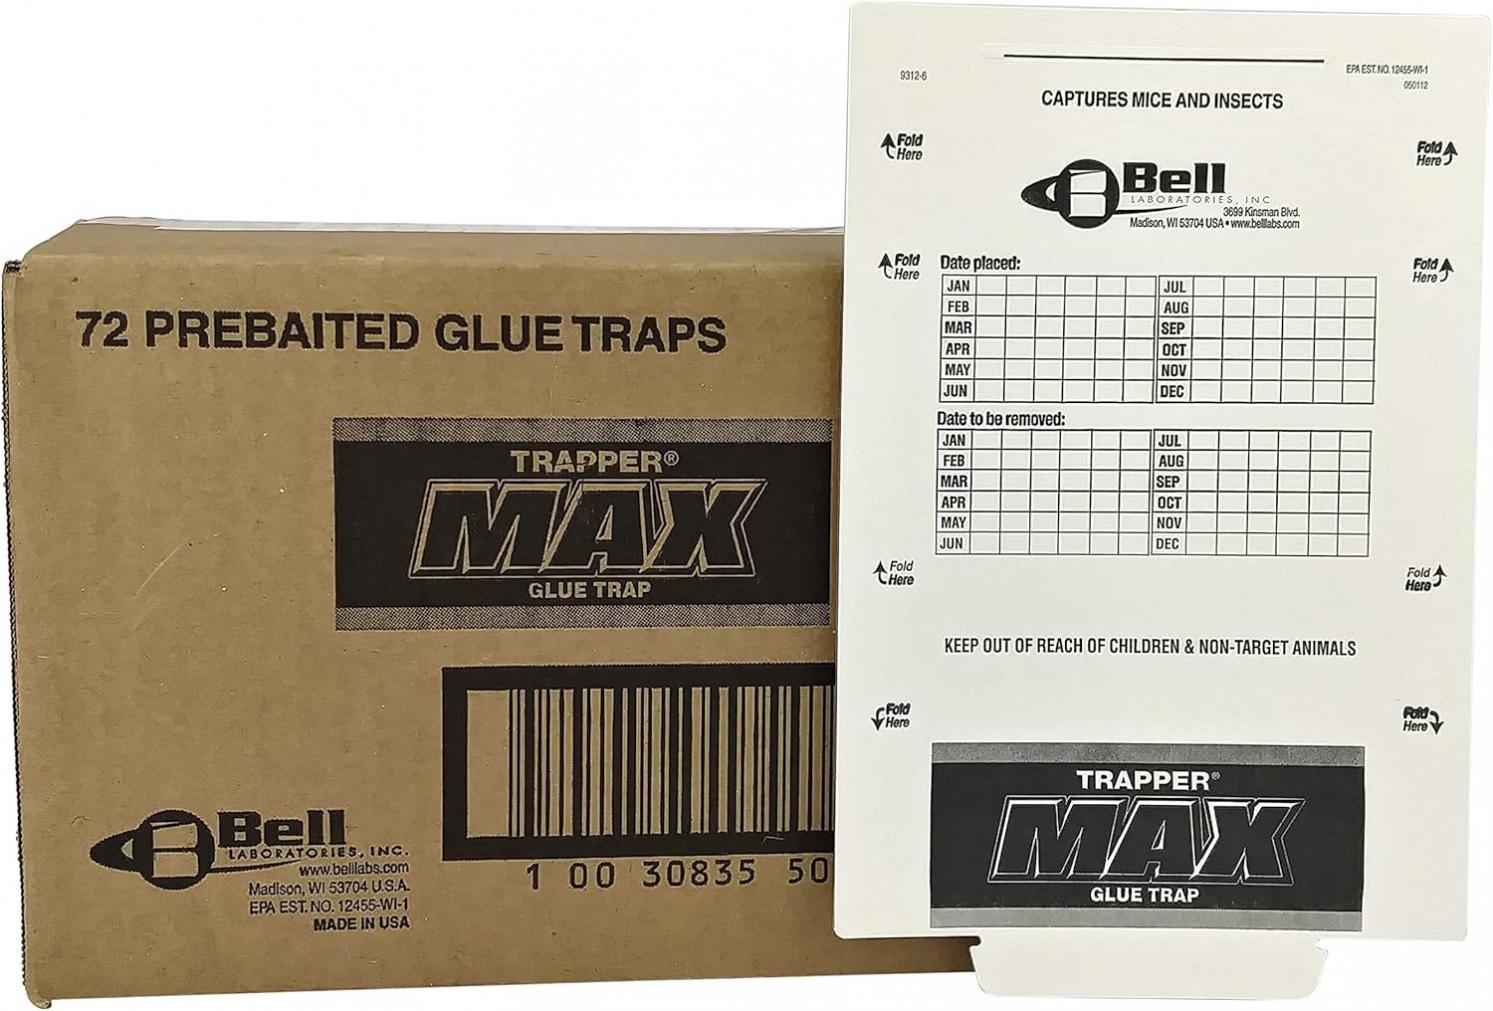 72 PREBAITED GLUE TRAPS
TRAPPER®
MAX
GLUE TRAP
1 00 30835 50
Bell
LABORATORIES, INC.
www.belllabs.com
Madison, WI 53704 U.S.A.
EPA EST. NO. 12455-WI-1
MADE IN USA
9312-6
EPA EST. NO. 12455-WI-1
050112
CAPTURES MICE AND INSECTS
Fold Here
Fold Here
Bell
LABORATORIES, INC.
3699 Kinsman Blvd.
Madison, WI 53704 USA • www.belllabs.com
Fold Here
Fold Here
Date placed:
JAN JUL
FEB AUG
MAR SEP
APR OCT
MAY NOV
JUN DEC
Date to be removed:
JAN JUL
FEB AUG
MAR SEP
APR OCT
MAY NOV
JUN DEC
Fold Here
Fold Here
KEEP OUT OF REACH OF CHILDREN & NON-TARGET ANIMALS
Fold Here
Fold Here
TRAPPER®
MAX
GLUE TRAP